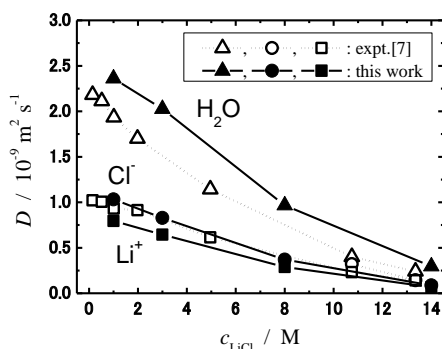 △, ○, □: expt.[7]
▲, ●, ■: this work
H₂O
Cl⁻
Li⁺
3.0
2.5
2.0
1.5
1.0
0.5
0.0
D / 10⁻⁹ m² s⁻¹
0 2 4 6 8 10 12 14
c_LiCl / M